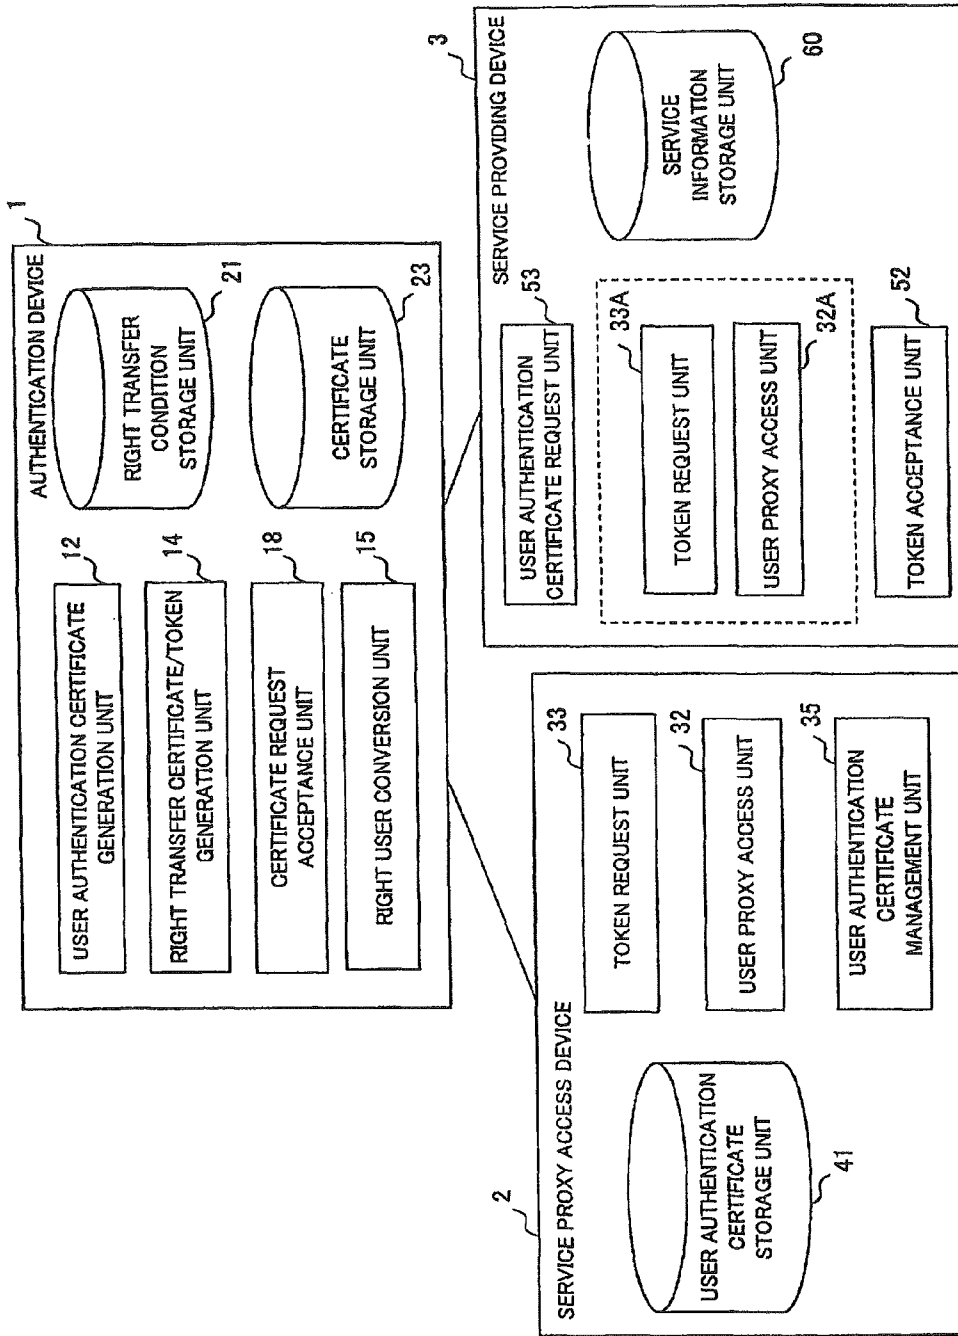 1
AUTHENTICATION DEVICE
USER AUTHENTICATION CERTIFICATE
GENERATION UNIT
12
RIGHT TRANSFER CERTIFICATE/TOKEN
GENERATION UNIT
14
CERTIFICATE REQUEST
ACCEPTANCE UNIT
18
RIGHT USER CONVERSION UNIT
15
RIGHT TRANSFER
CONDITION
STORAGE UNIT
21
CERTIFICATE
STORAGE UNIT
23
2
SERVICE PROXY ACCESS DEVICE
USER AUTHENTICATION
CERTIFICATE
STORAGE UNIT
41
TOKEN REQUEST UNIT
33
USER PROXY ACCESS UNIT
32
USER AUTHENTICATION
CERTIFICATE
MANAGEMENT UNIT
35
3
SERVICE PROVIDING DEVICE
USER AUTHENTICATION
CERTIFICATE REQUEST UNIT
53
TOKEN REQUEST UNIT
33A
USER PROXY ACCESS UNIT
32A
TOKEN ACCEPTANCE UNIT
52
SERVICE
INFORMATION
STORAGE UNIT
60